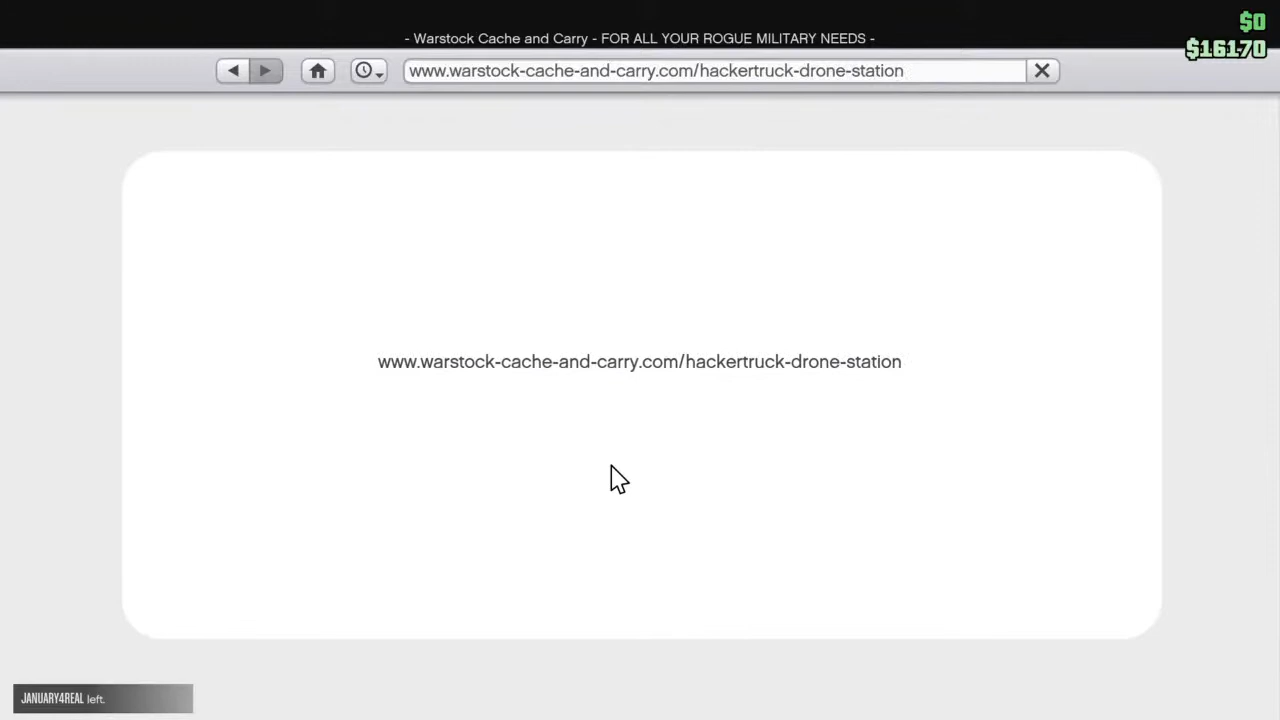 - Warstock Cache and Carry - FOR ALL YOUR ROGUE MILITARY NEEDS -
$0
$16170
www.warstock-cache-and-carry.com/hackertruck-drone-station
www.warstock-cache-and-carry.com/hackertruck-drone-station
JANUARY4REAL left.